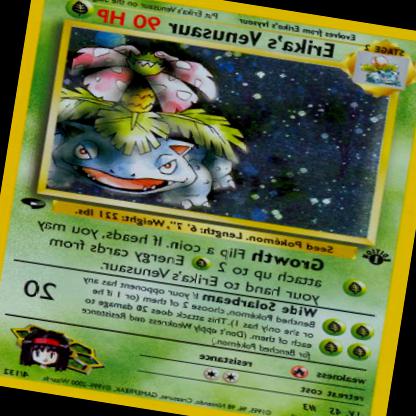 STAGE 2
Evolves from Erika's Ivysaur
Put Erika's Venusaur on the
Erika's Venusaur
90 HP
Seed Pokémon. Length: 6' 7", Weight: 221 lbs.
Growth Flip a coin. If heads, you may
attach up to 2 Energy cards from
your hand to Erika's Venusaur.
Wide Solarbeam If your opponent has any
Benched Pokémon, choose 2 of them (or 1 if he
or she only has 1). This attack does 20 damage to
each of them. (Don't apply Weakness and Resistance
for Benched Pokémon.)
20
weakness
resistance
retreat cost
LV. 45
4/132